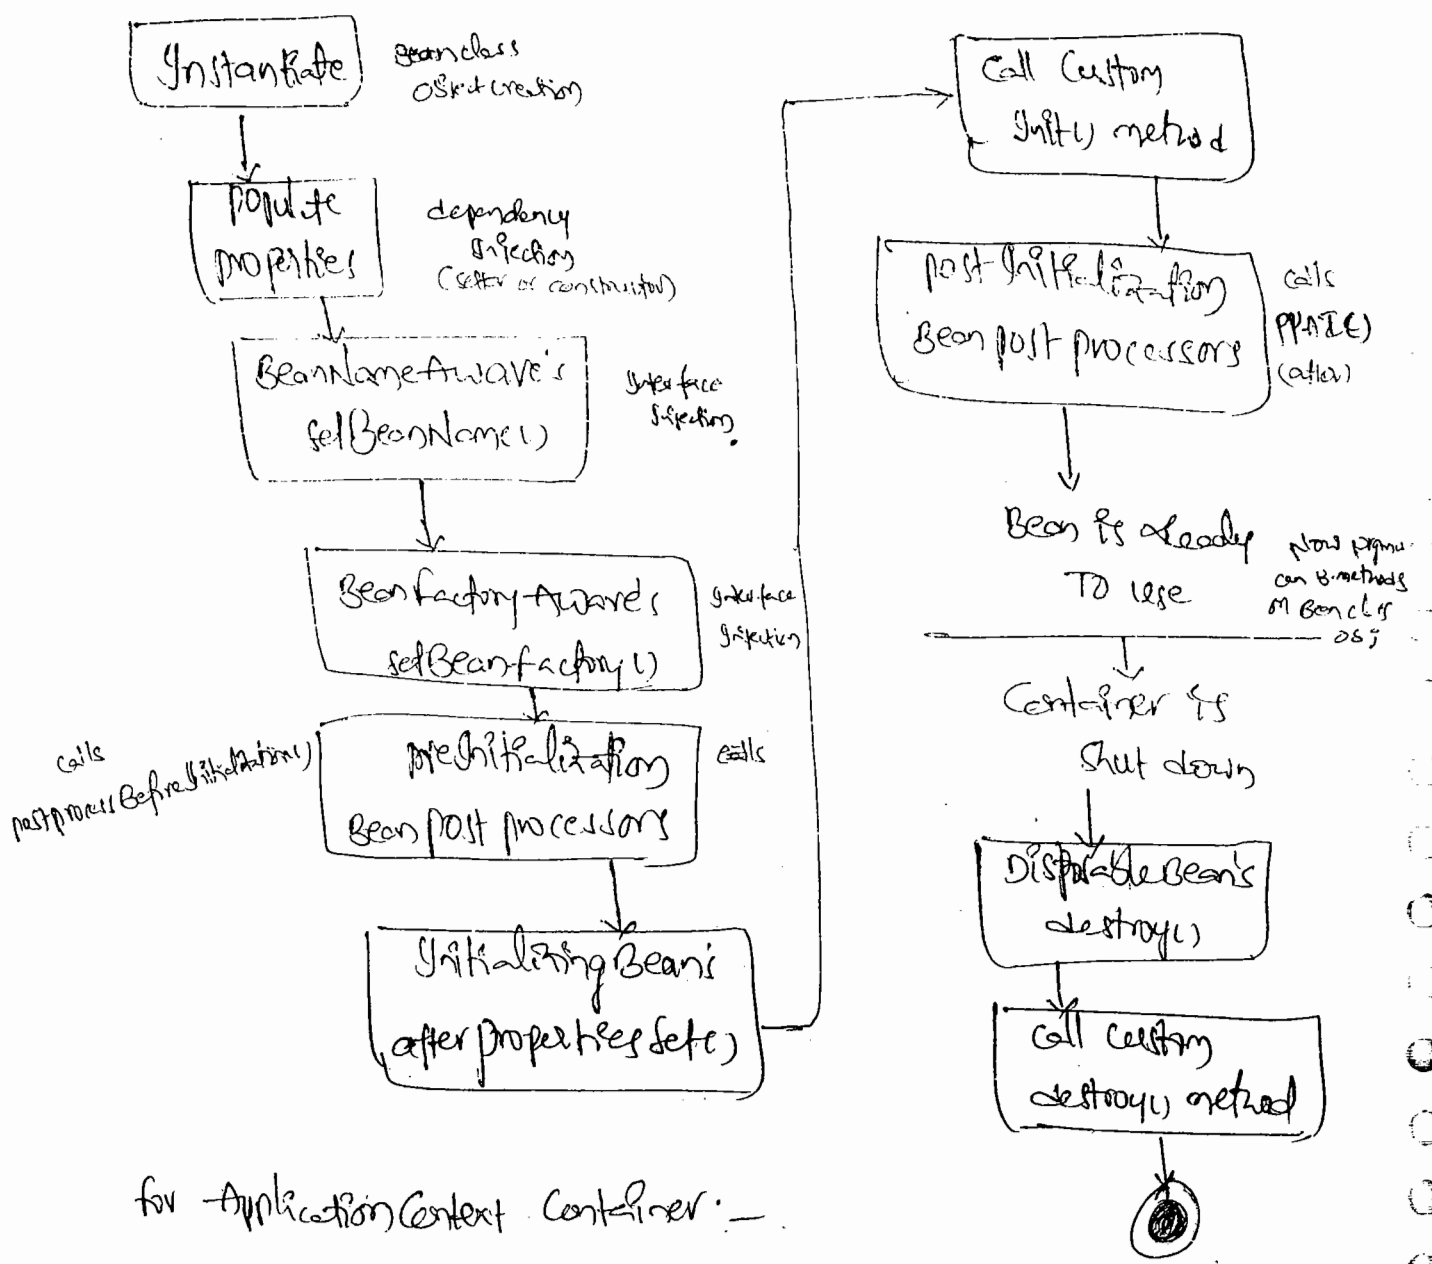 Instantiate
Bean class
Object creation)
populate
properties
dependency
Injection
(setter or constructor)
BeanNameAware's
setBeanName()
Interface
Injection.
BeanFactoryAware's
setBeanFactory()
Interface
Injection
calls
postprocessBeforeInitialization()
preInitialization
Bean post processors
calls
InitializingBean's
afterpropertiesSet()
for ApplicationContext Container:-
Call Custom
Init() method
post Initialization
Bean post processors
calls
PPAI()
(after)
Bean is ready
To use
Now
can methods
on Bean class
obj
Container is
Shut down
DisposableBean's
destroy()
call custom
destroy() method